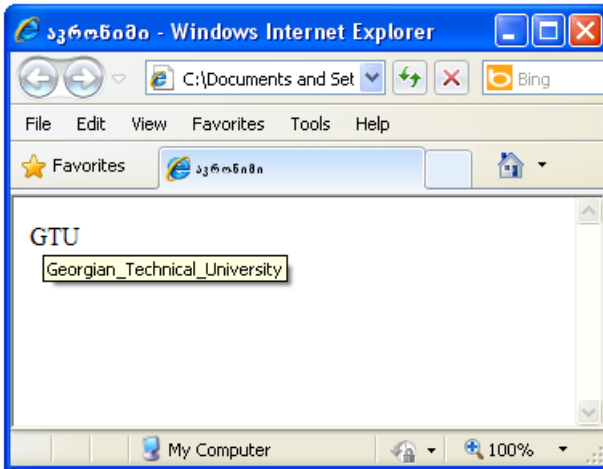 აკრონიმი - Windows Internet Explorer
C:\Documents and Set Bing
File Edit View Favorites Tools Help
Favorites აკრონიმი
GTU
Georgian_Technical_University
My Computer 100%